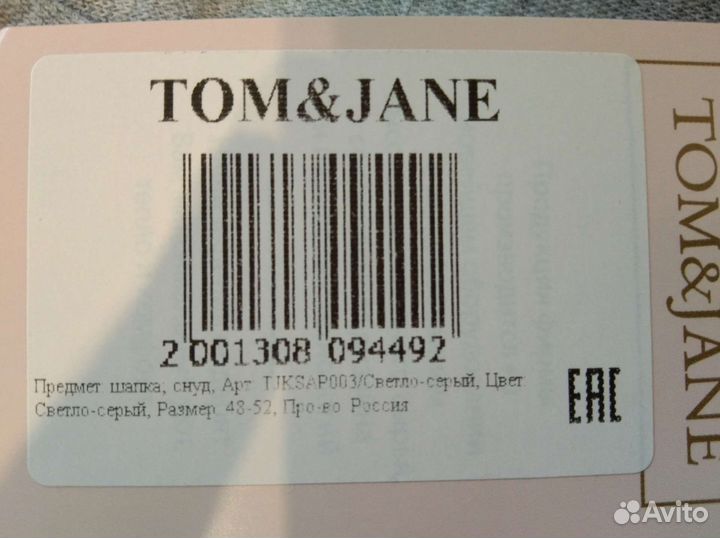 TOM&JANE
2 001308 094492
Предмет шапка, снуд, Арт. TJKSAP003/Светло-серый, Цвет
Светло-серый, Размер 48-52, Про-во Россия
EAC
TOM&JANE
Avito